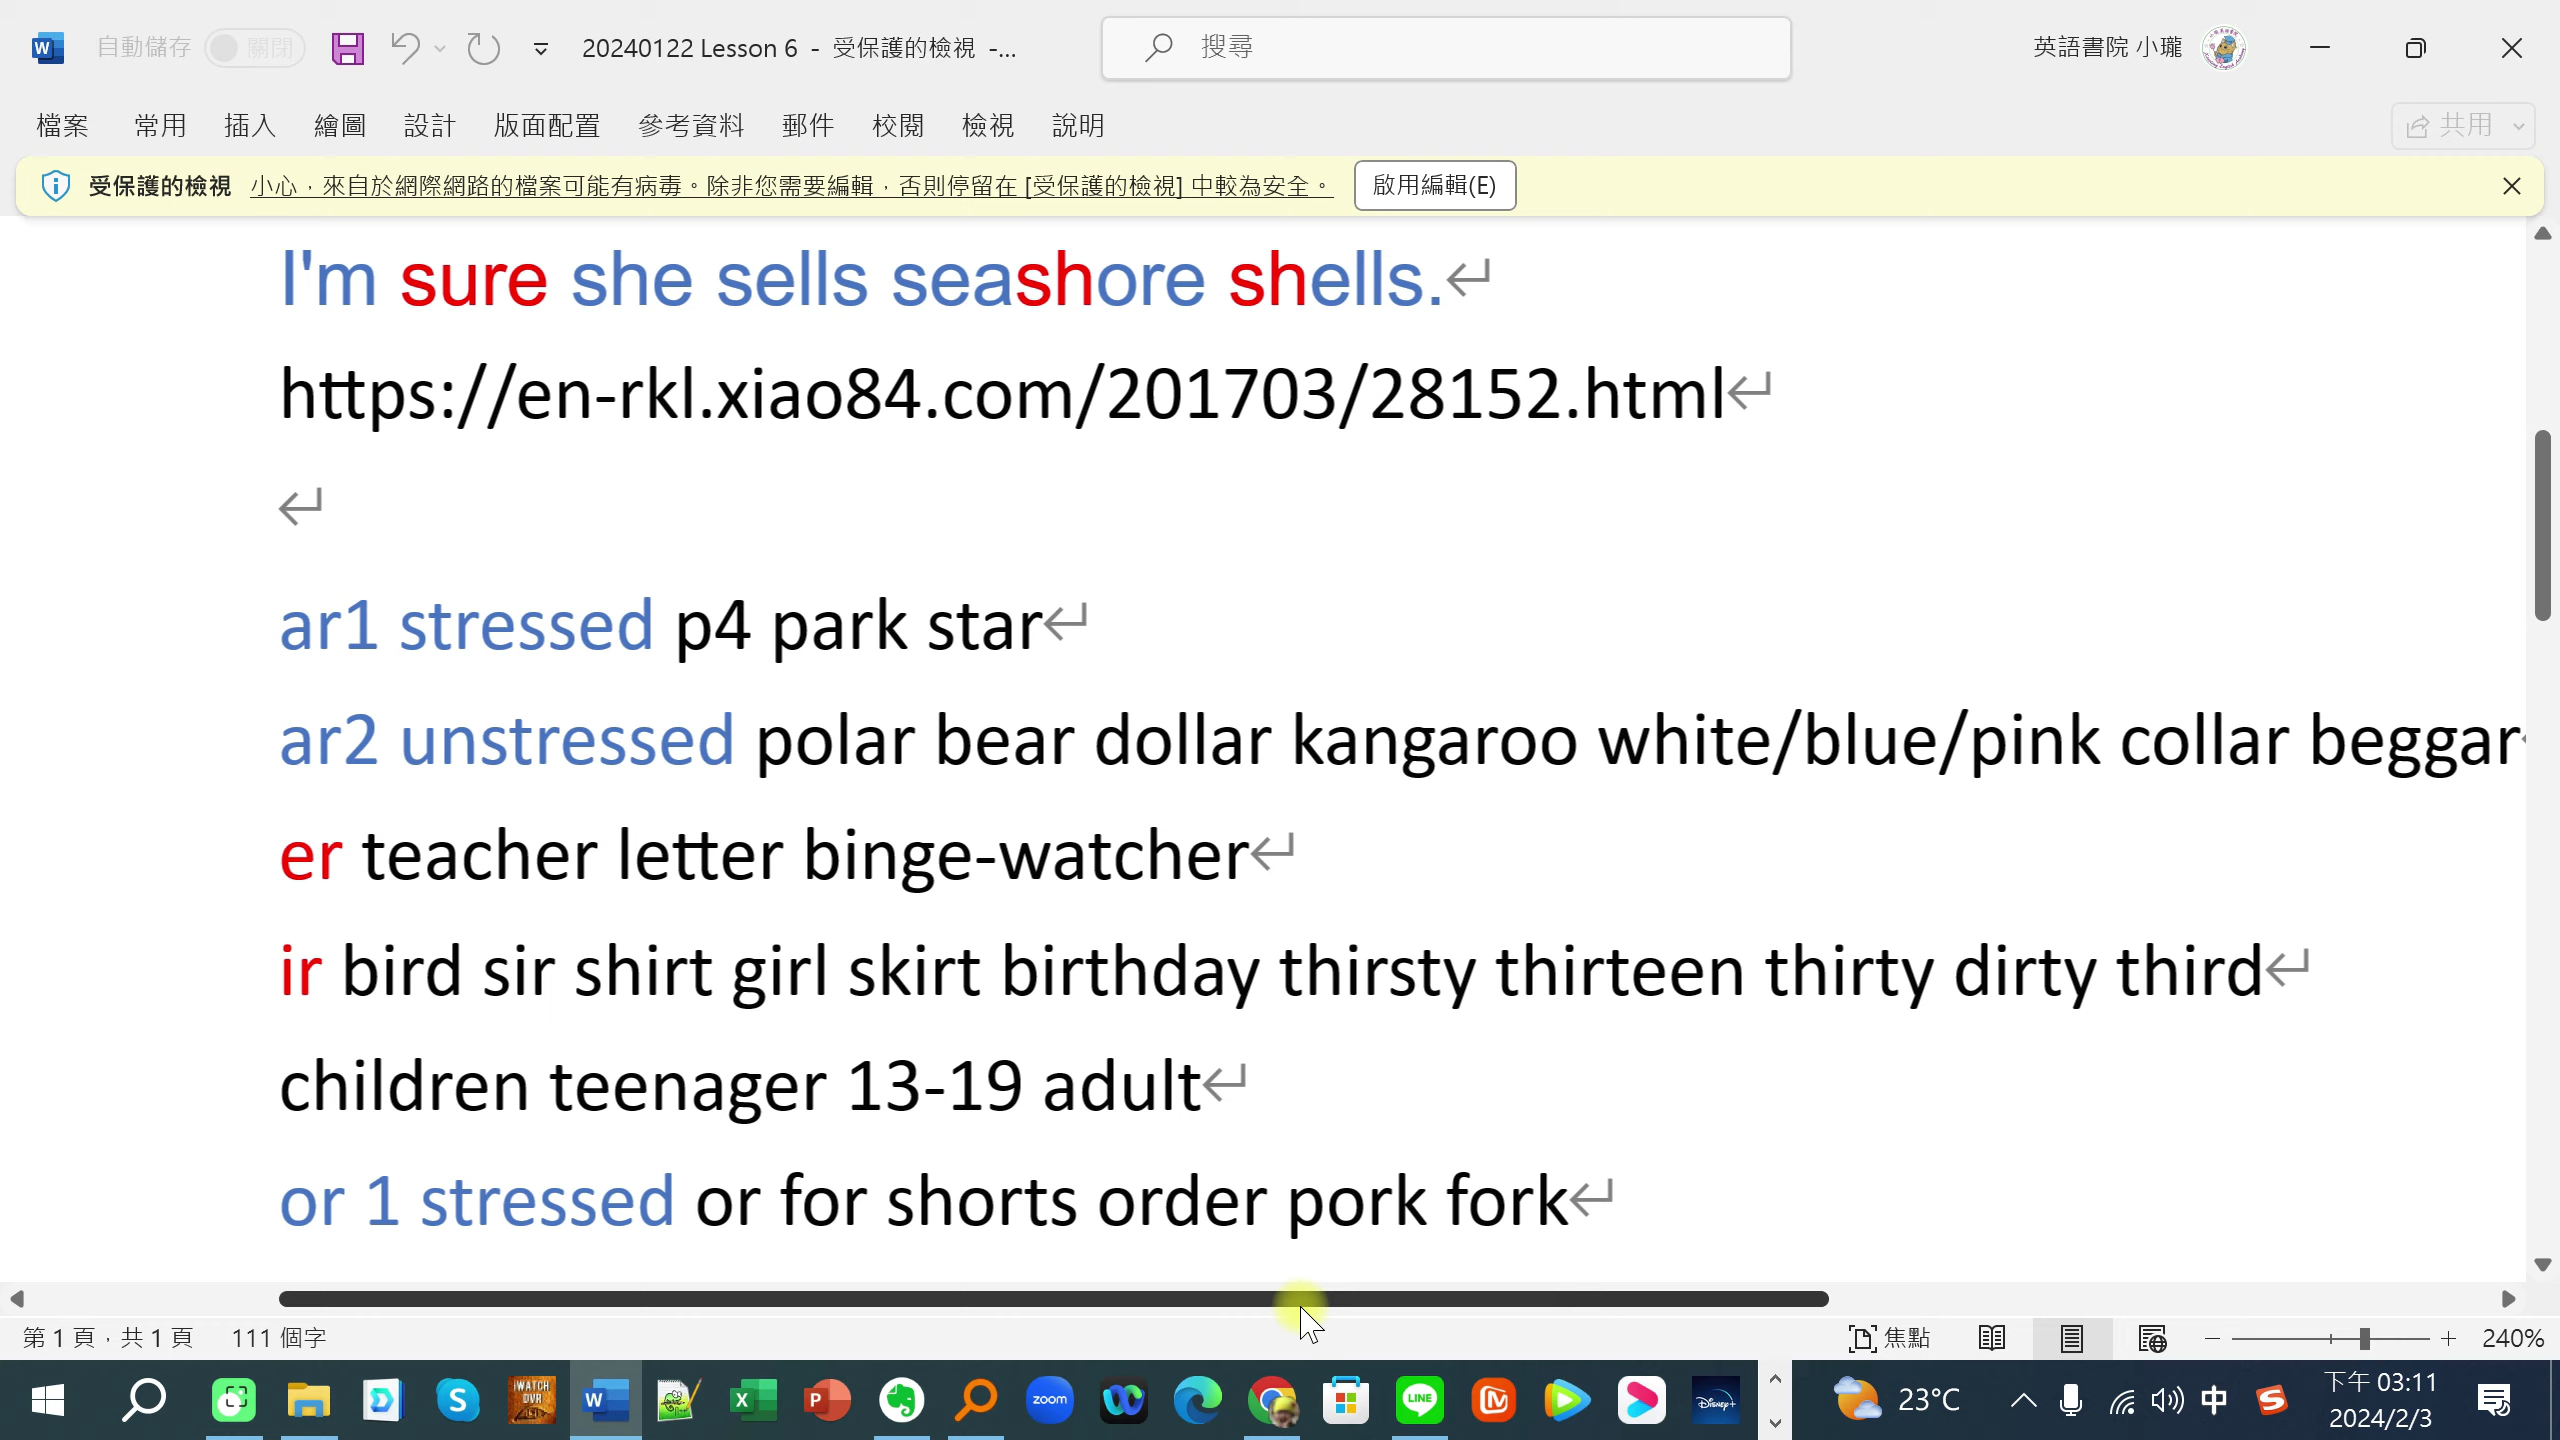 自動儲存 關閉 20240122 Lesson 6 - 受保護的檢視 -... 搜尋 英語書院 小瓏
檔案 常用 插入 繪圖 設計 版面配置 參考資料 郵件 校閱 檢視 說明 共用
受保護的檢視 小心，來自於網際網路的檔案可能有病毒。除非您需要編輯，否則停留在 [受保護的檢視] 中較為安全。 啟用編輯(E)
I'm sure she sells seashore shells.
https://en-rkl.xiao84.com/201703/28152.html
ar1 stressed p4 park star
ar2 unstressed polar bear dollar kangaroo white/blue/pink collar beggar
er teacher letter binge-watcher
ir bird sir shirt girl skirt birthday thirsty thirteen thirty dirty third
children teenager 13-19 adult
or 1 stressed or for shorts order pork fork
第 1 頁，共 1 頁 111 個字 焦點 240%
iWATCH DVR zoom LINE Disney+ 23°C 中 下午 03:11
2024/2/3